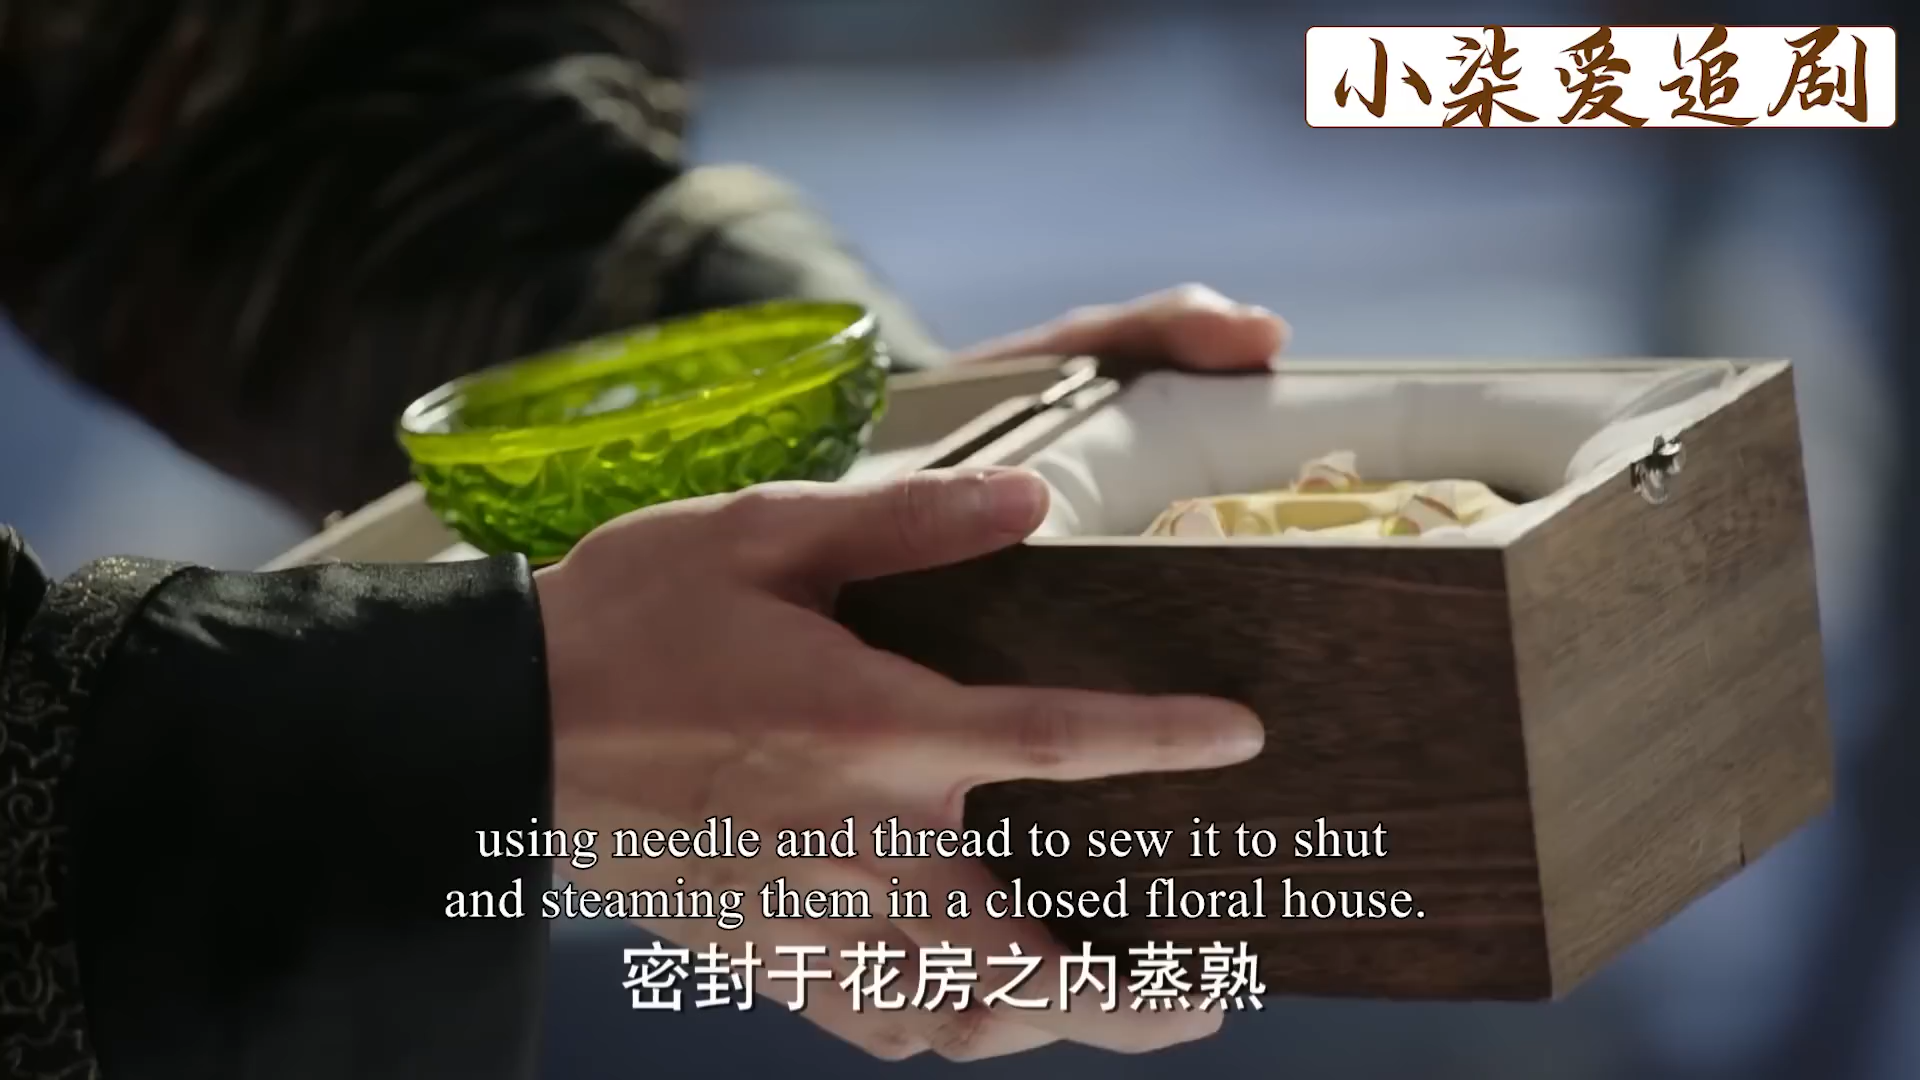 小柒爱追剧
using needle and thread to sew it to shut
and steaming them in a closed floral house.
密封于花房之内蒸熟